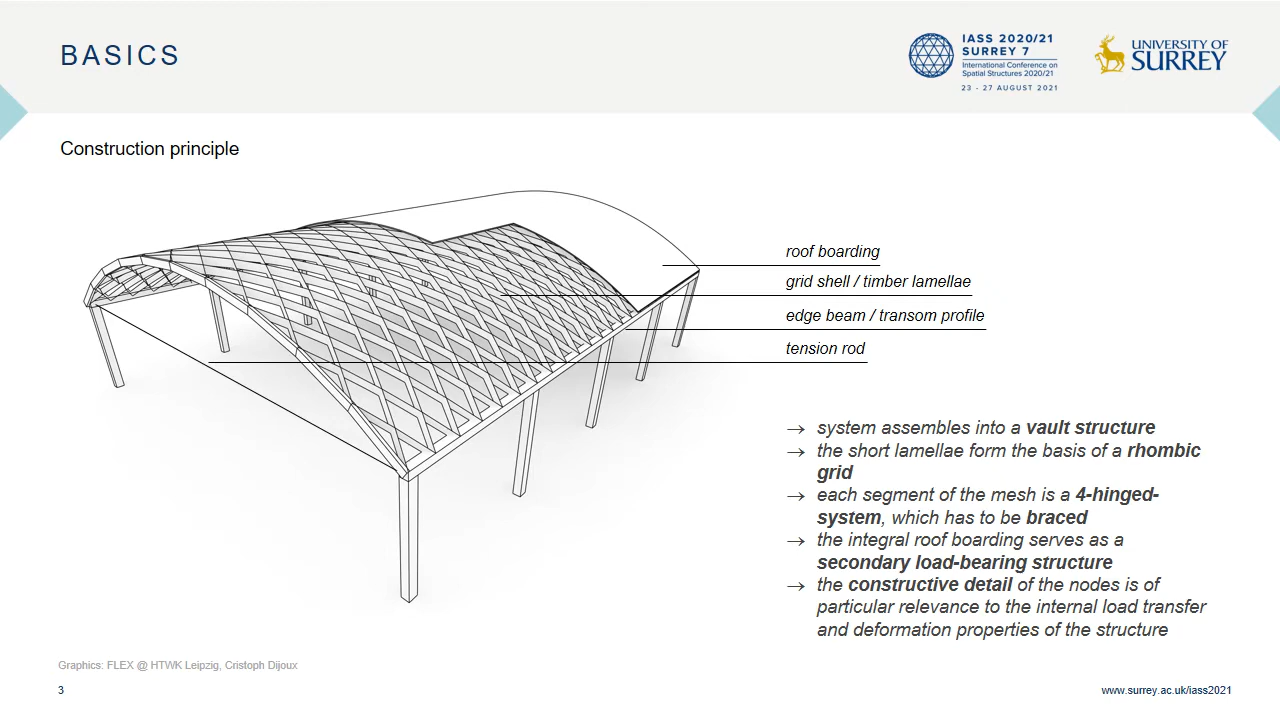 BASICS
IASS 2020/21
SURREY 7
International Conference on
Spatial Structures 2020/21
23 - 27 AUGUST 2021
UNIVERSITY OF
SURREY
Construction principle
roof boarding
grid shell / timber lamellae
edge beam / transom profile
tension rod
→ system assembles into a vault structure
→ the short lamellae form the basis of a rhombic
grid
→ each segment of the mesh is a 4-hinged-
system, which has to be braced
→ the integral roof boarding serves as a
secondary load-bearing structure
→ the constructive detail of the nodes is of
particular relevance to the internal load transfer
and deformation properties of the structure
Graphics: FLEX @ HTWK Leipzig, Cristoph Dijoux
3
www.surrey.ac.uk/iass2021